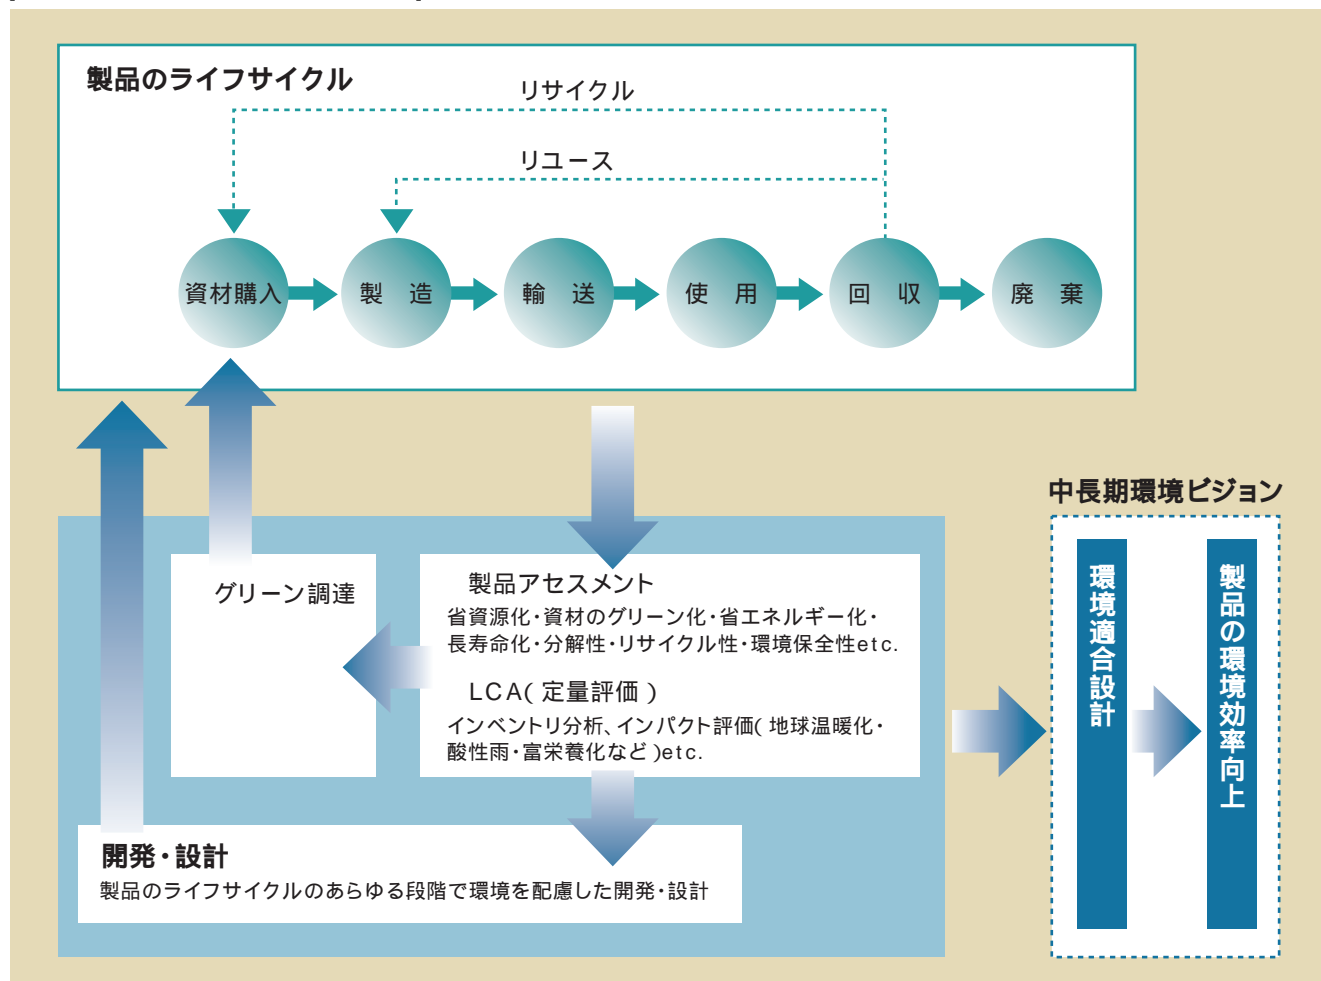 製品のライフサイクル
リサイクル
リユース
資材購入
製 造
輸 送
使 用
回 収
廃 棄
グリーン調達
製品アセスメント
省資源化・資材のグリーン化・省エネルギー化・
長寿命化・分解性・リサイクル性・環境保全性etc.
LCA(定量評価)
インベントリ分析、インパクト評価(地球温暖化・
酸性雨・富栄養化など)etc.
開発・設計
製品のライフサイクルのあらゆる段階で環境を配慮した開発・設計
中長期環境ビジョン
環境適合設計
製品の環境効率向上